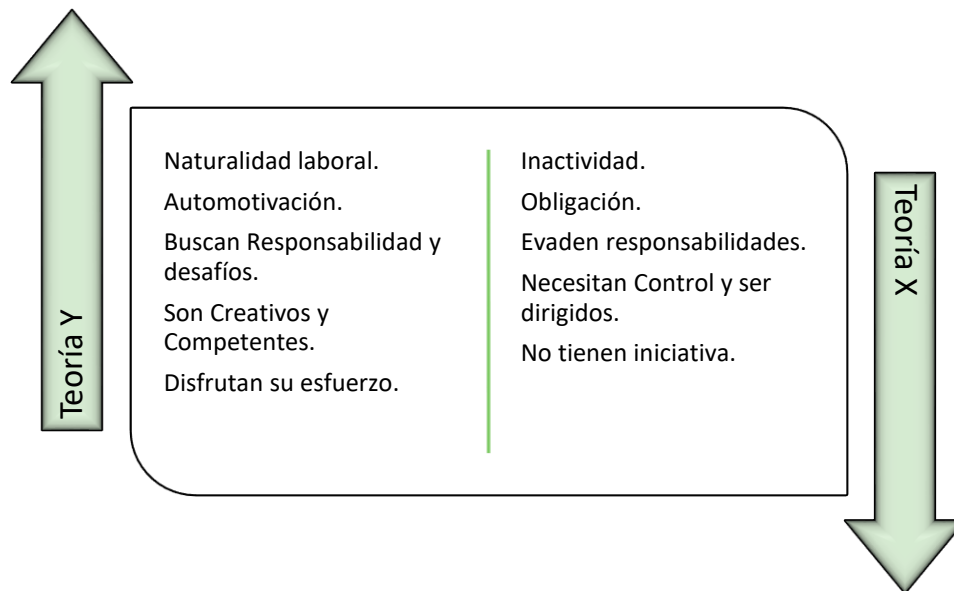 Teoría Y
Naturalidad laboral.
Automotivación.
Buscan Responsabilidad y
desafíos.
Son Creativos y
Competentes.
Disfrutan su esfuerzo.
Inactividad.
Obligación.
Evaden responsabilidades.
Necesitan Control y ser
dirigidos.
No tienen iniciativa.
Teoría X